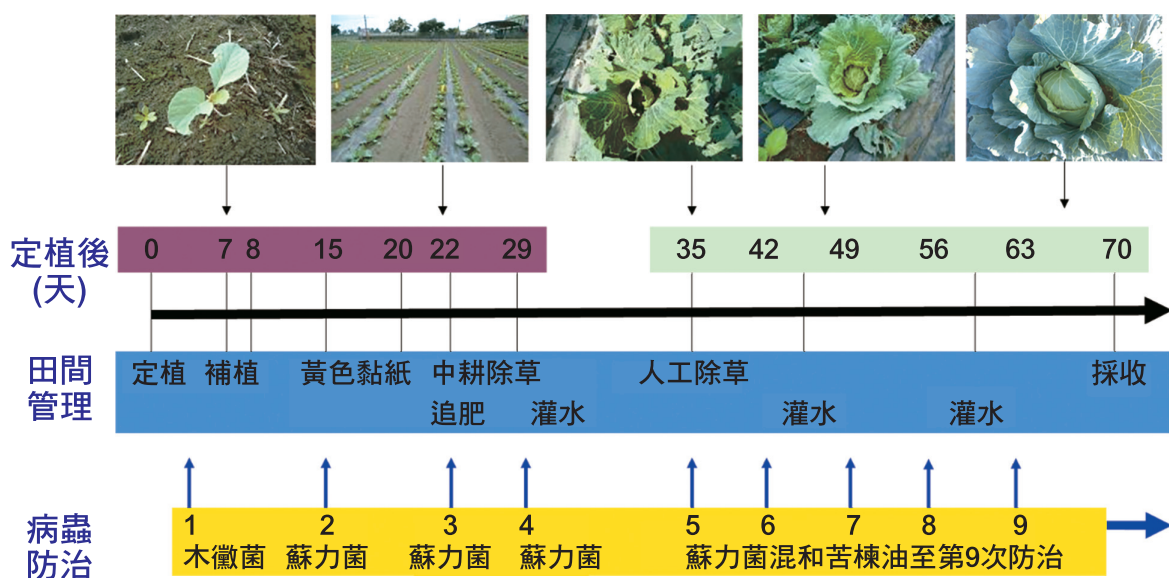 定植後
(天)
0 7 8 15 20 22 29 35 42 49 56 63 70
田間
管理
定植 補植 黃色黏紙 中耕除草 人工除草 採收
追肥 灌水 灌水 灌水
病蟲
防治
1 2 3 4 5 6 7 8 9
木黴菌 蘇力菌 蘇力菌 蘇力菌 蘇力菌混和苦楝油至第9次防治